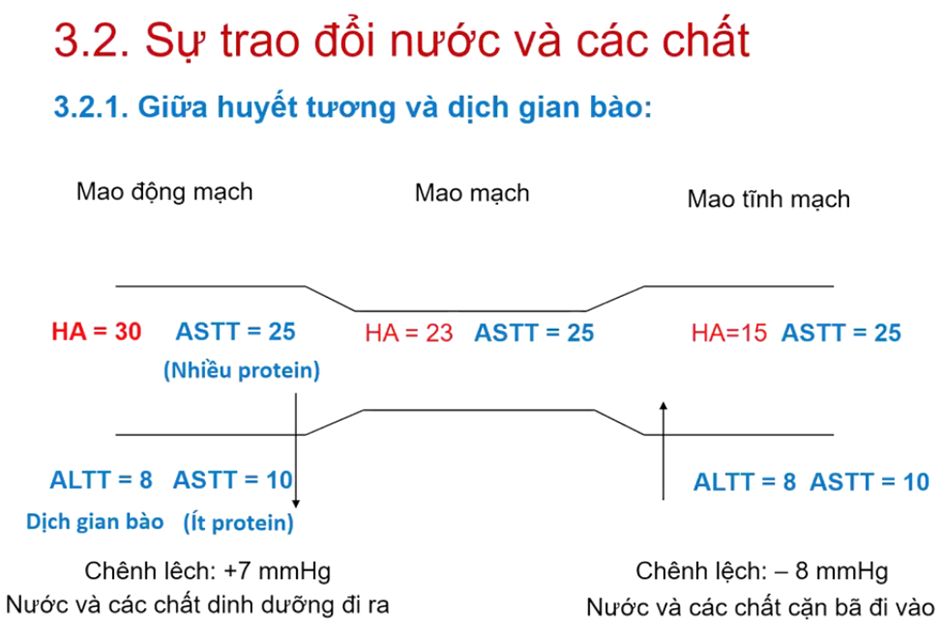 3.2. Sự trao đổi nước và các chất
3.2.1. Giữa huyết tương và dịch gian bào:
Mao động mạch
Mao mạch
Mao tĩnh mạch
HA = 30 ASTT = 25
(Nhiều protein)
HA = 23 ASTT = 25
HA=15 ASTT = 25
ALTT = 8 ASTT = 10
Dịch gian bào (Ít protein)
ALTT = 8 ASTT = 10
Chênh lêch: +7 mmHg
Nước và các chất dinh dưỡng đi ra
Chênh lệch: – 8 mmHg
Nước và các chất cặn bã đi vào